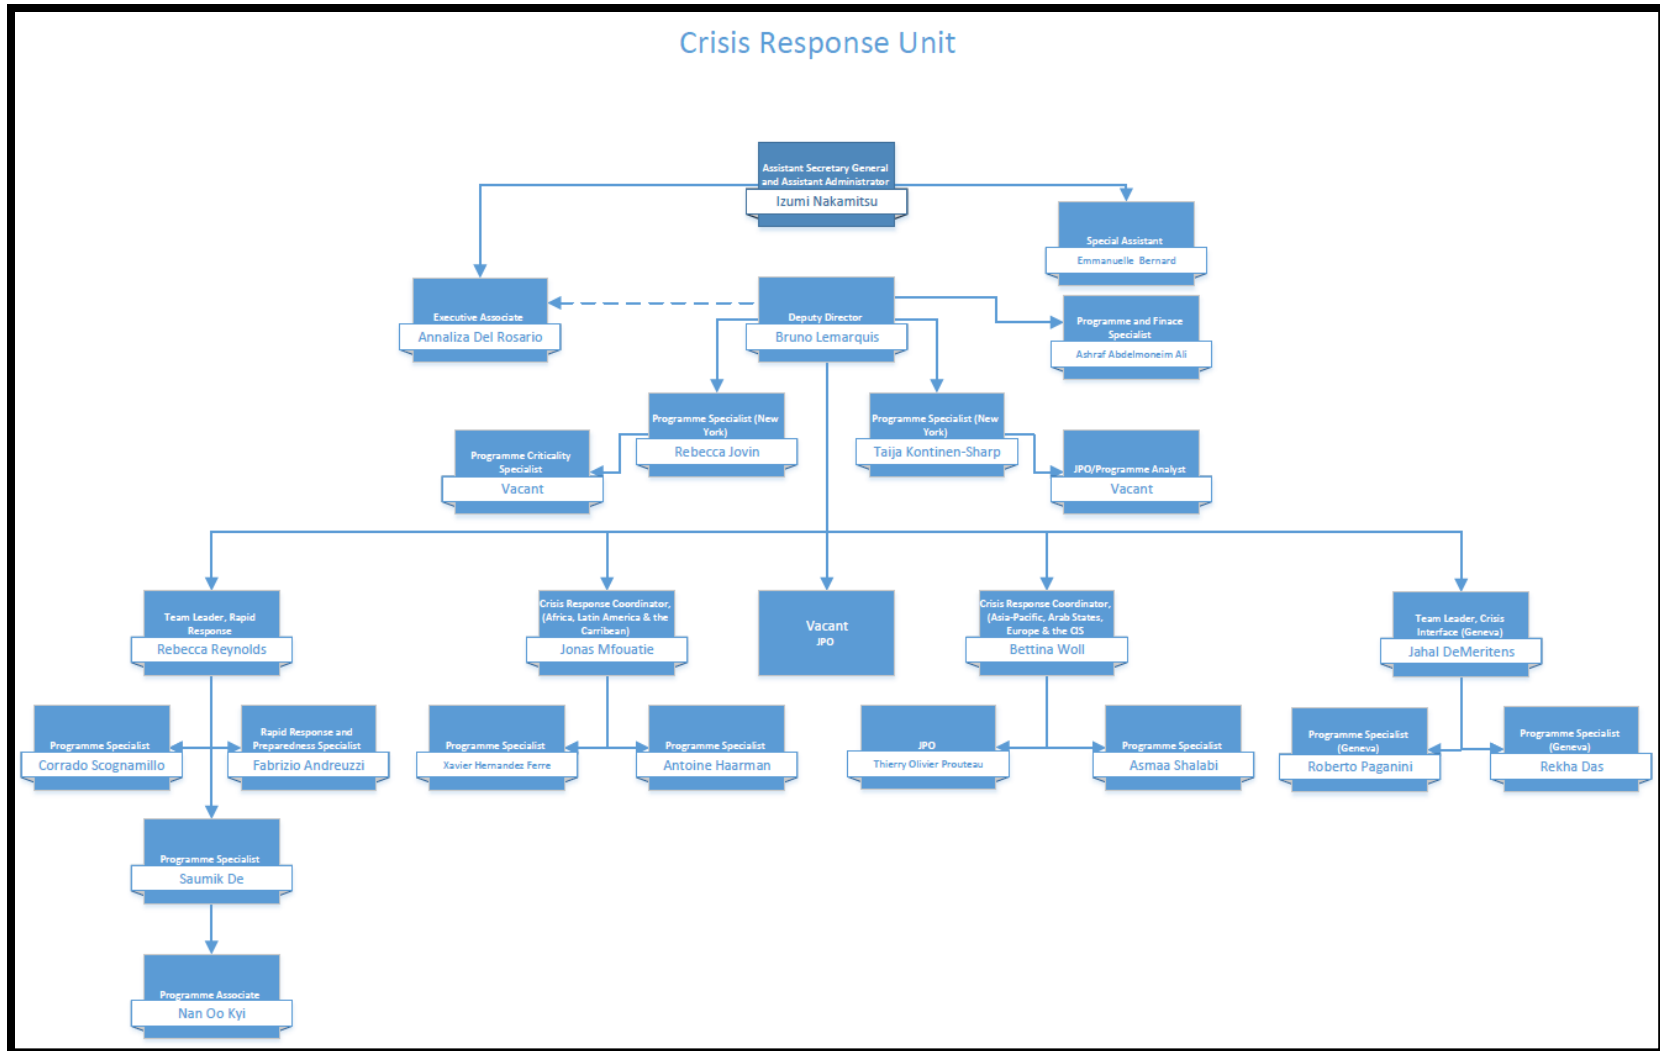 Crisis Response Unit
Assistant Secretary General
and Assistant Administrator
Izumi Nakamitsu
Special Assistant
Emmanuelle Bernard
Executive Associate
Annaliza Del Rosario
Deputy Director
Bruno Lemarquis
Programme and Finace
Specialist
Ashraf Abdelmoneim Ali
Programme Specialist (New
York)
Rebecca Jovin
Programme Specialist (New
York)
Taija Kontinen-Sharp
Programme Criticality
Specialist
Vacant
JPO/Programme Analyst
Vacant
Team Leader, Rapid
Response
Rebecca Reynolds
Crisis Response Coordinator,
(Africa, Latin America & the
Carribean)
Jonas Mfouatie
Vacant
JPO
Crisis Response Coordinator,
(Asia-Pacific, Arab States,
Europe & the CIS
Bettina Woll
Team Leader, Crisis
Interface (Geneva)
Jahal DeMeritens
Programme Specialist
Corrado Scognamillo
Rapid Response and
Preparedness Specialist
Fabrizio Andreuzzi
Programme Specialist
Xavier Hernandez Ferre
Programme Specialist
Antoine Haarman
JPO
Thierry Olivier Prouteau
Programme Specialist
Asmaa Shalabi
Programme Specialist
(Geneva)
Roberto Paganini
Programme Specialist
(Geneva)
Rekha Das
Programme Specialist
Saumik De
Programme Associate
Nan Oo Kyi